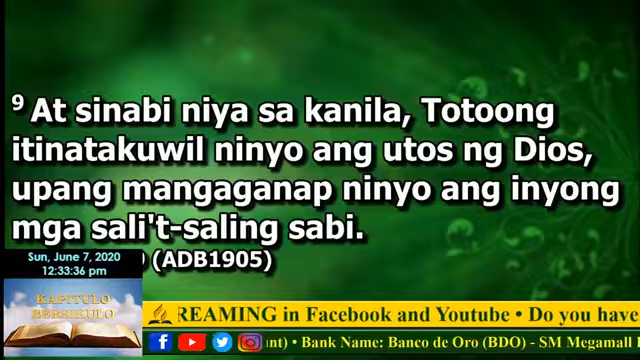 9 At sinabi niya sa kanila, Totoong
itinatakuwil ninyo ang utos ng Dios,
upang mangaganap ninyo ang inyong
mga sali't-saling sabi.
(ADB1905)
Sun, June 7, 2020
12:33:36 pm
KAPITULO
BERSIKULO
REAMING in Facebook and Youtube • Do you have
• Bank Name: Banco de Oro (BDO) - SM Megamall